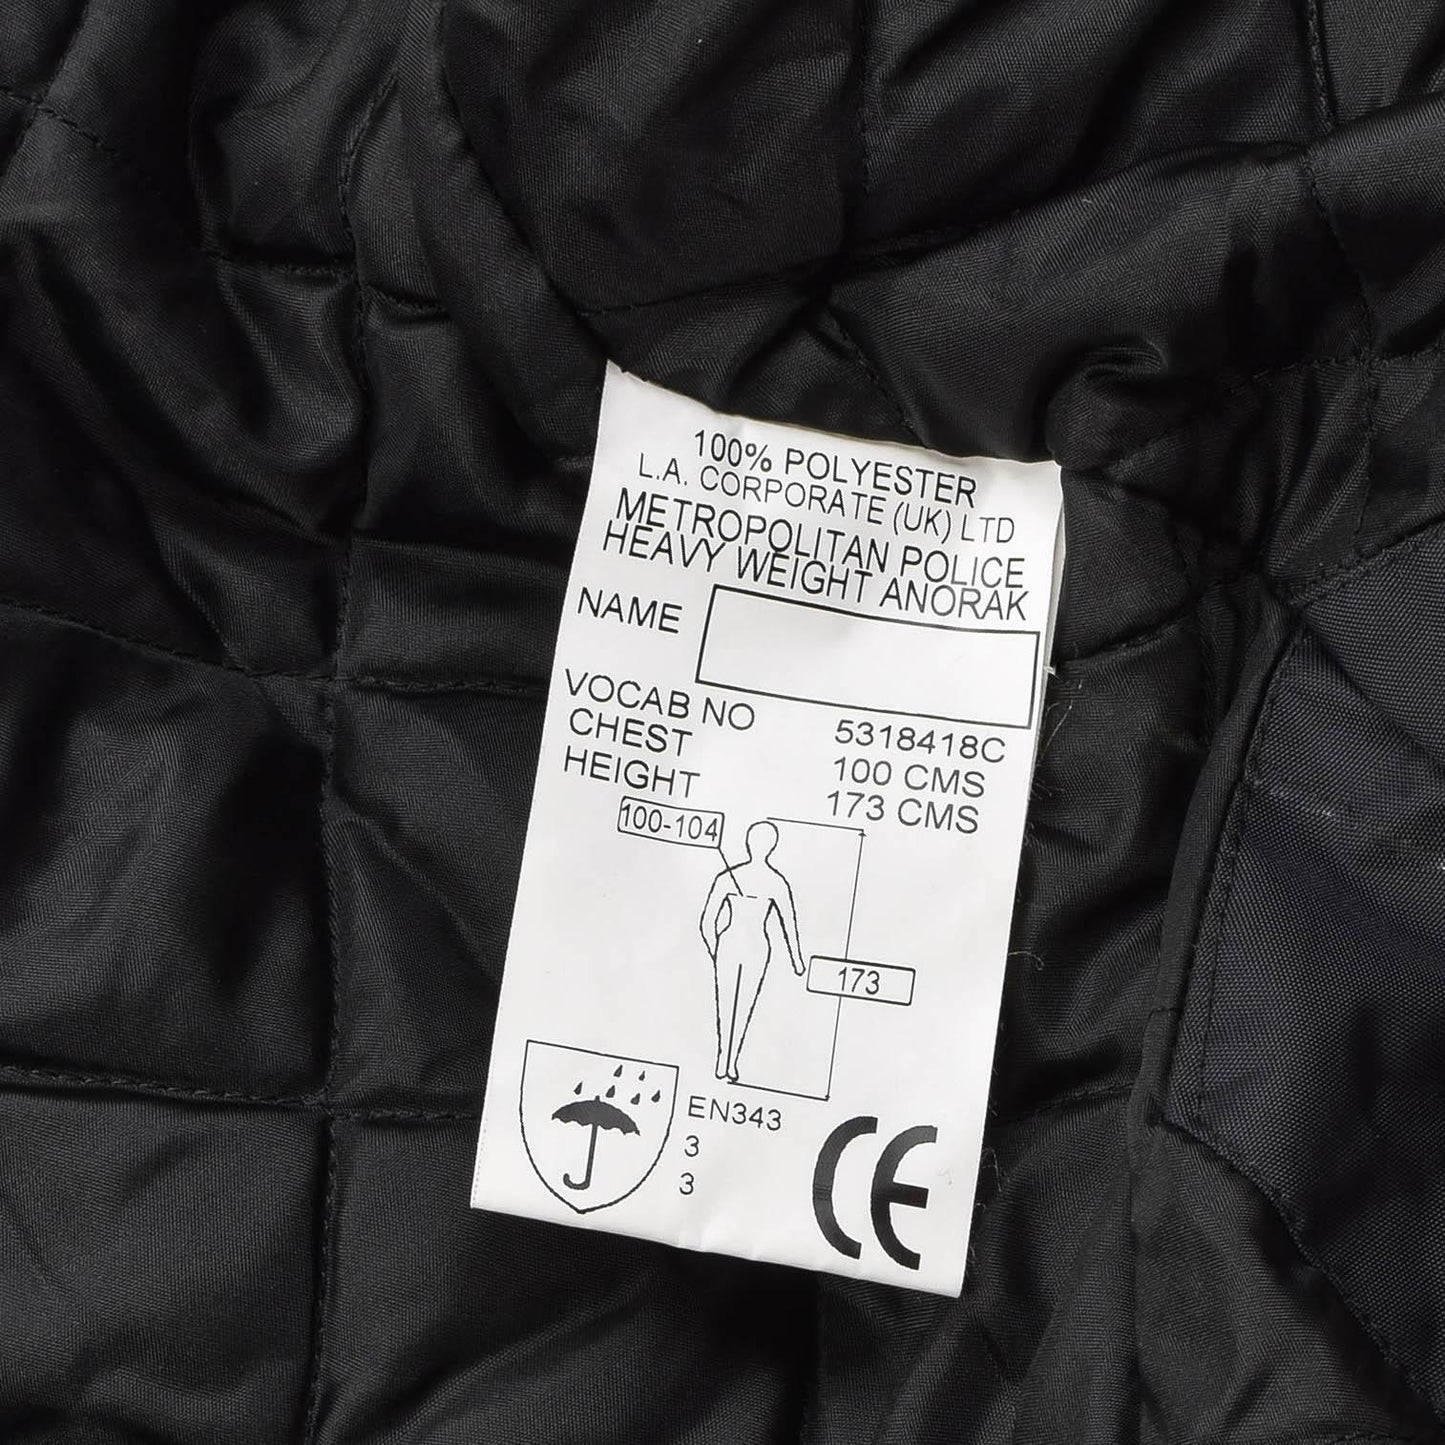 100% POLYESTER
L.A. CORPORATE (UK) LTD
METROPOLITAN POLICE
HEAVY WEIGHT ANORAK
NAME
VOCAB NO 5318418C
CHEST 100 CMS
HEIGHT 173 CMS
100-104
173
EN343
3
3
CE